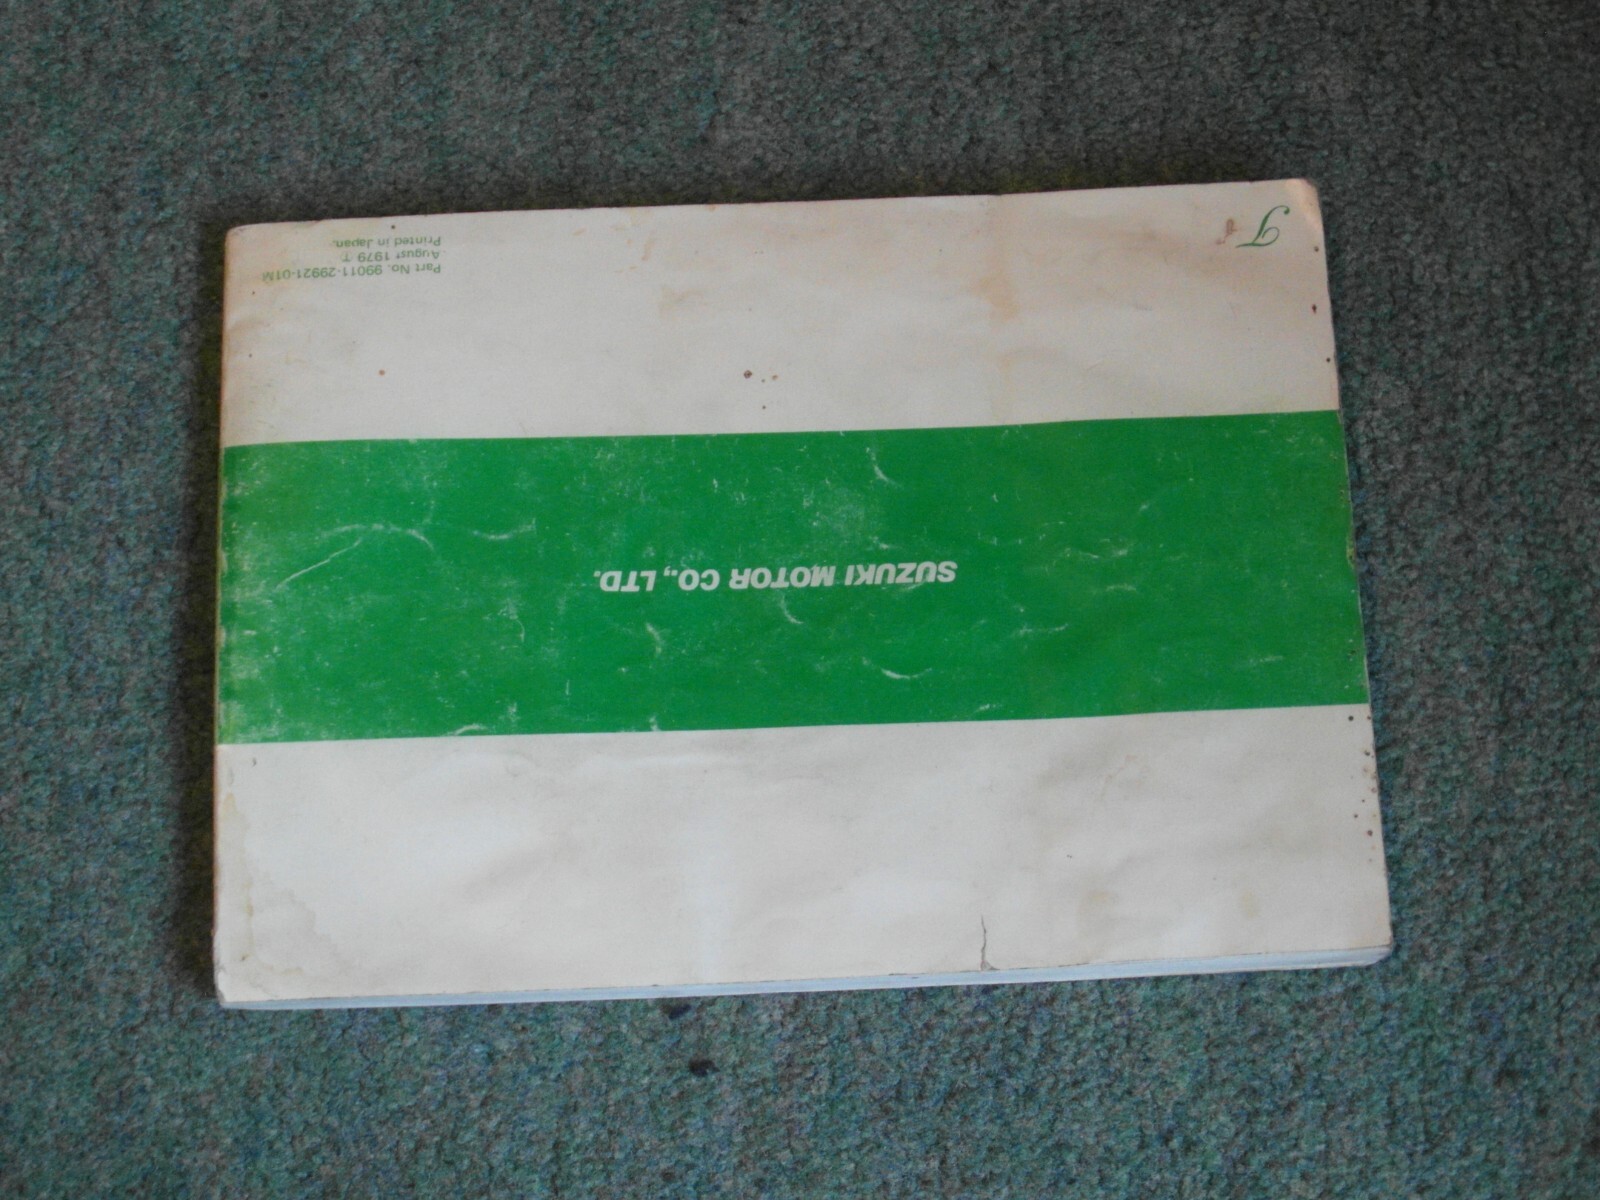 SUZUKI MOTOR CO., LTD.
Part No. 99011-29921-01M
August 1979 T
Printed in Japan.
T